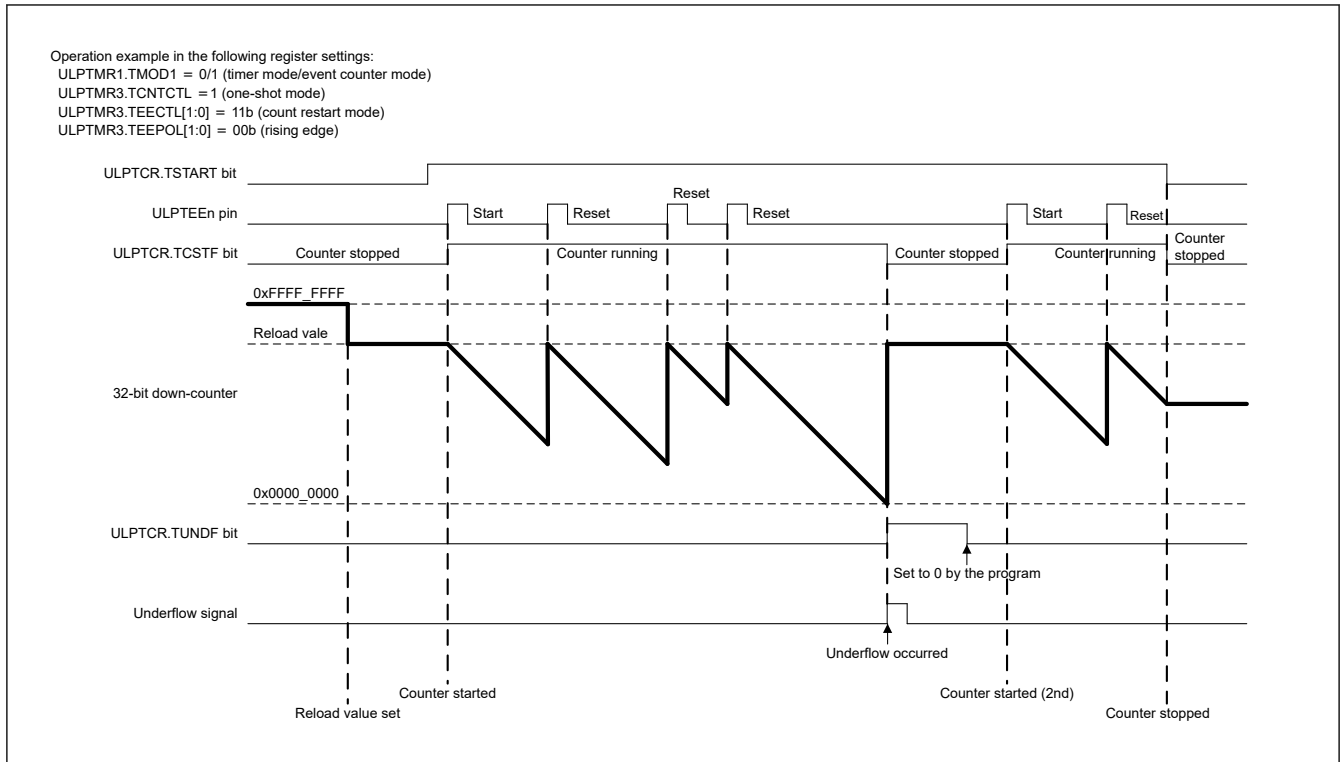 Operation example in the following register settings:
ULPTMR1.TMOD1 = 0/1 (timer mode/event counter mode)
ULPTMR3.TCNTCTL =1 (one-shot mode)
ULPTMR3.TEECTL[1:0] = 11b (count restart mode)
ULPTMR3.TEEPOL[1:0] = 00b (rising edge)
ULPTCR.TSTART bit
Reset
ULPTEEn pin
Start
Reset
Reset
Start
Reset
ULPTCR.TCSTF bit
Counter stopped
Counter running
Counter stopped
Counter running
Counter
stopped
0xFFFF_FFFF
Reload vale
32-bit down-counter
0x0000_0000
ULPTCR.TUNDF bit
Set to 0 by the program
Underflow signal
Underflow occurred
Counter started
Counter started (2nd)
Reload value set
Counter stopped